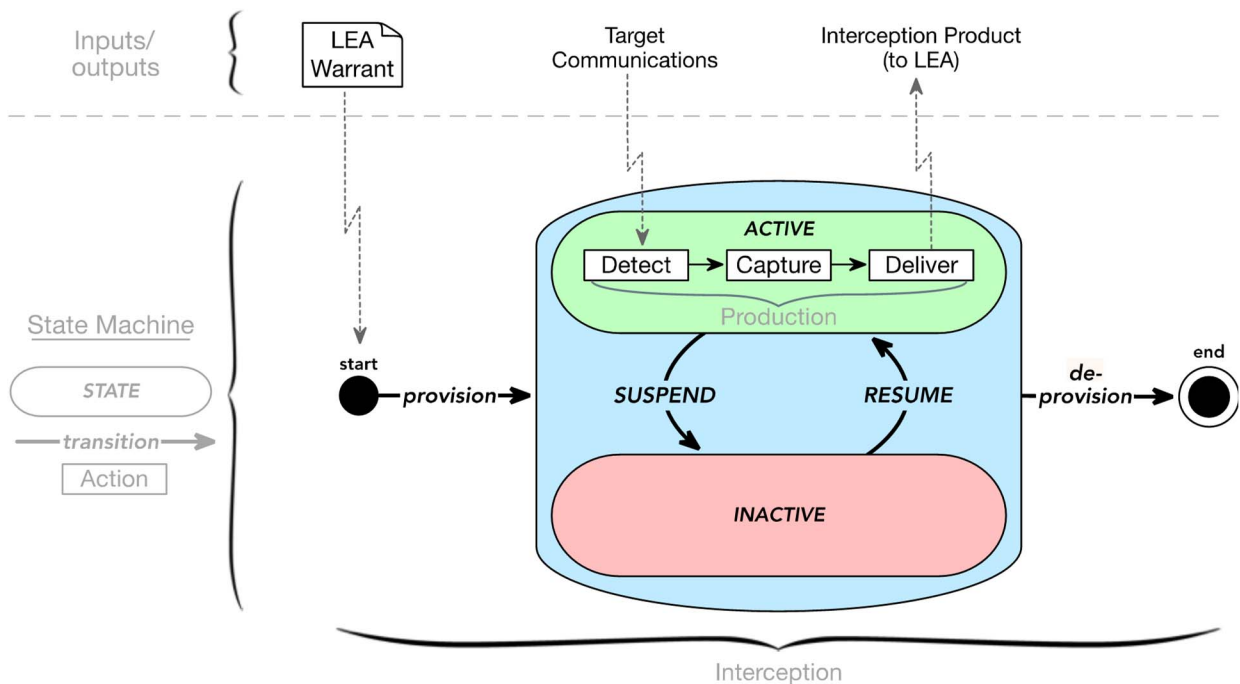 Inputs/
outputs
LEA
Warrant
Target
Communications
Interception Product
(to LEA)
State Machine
STATE
transition
Action
start
provision
ACTIVE
Detect
Capture
Deliver
Production
SUSPEND
RESUME
INACTIVE
de-
provision
end
Interception